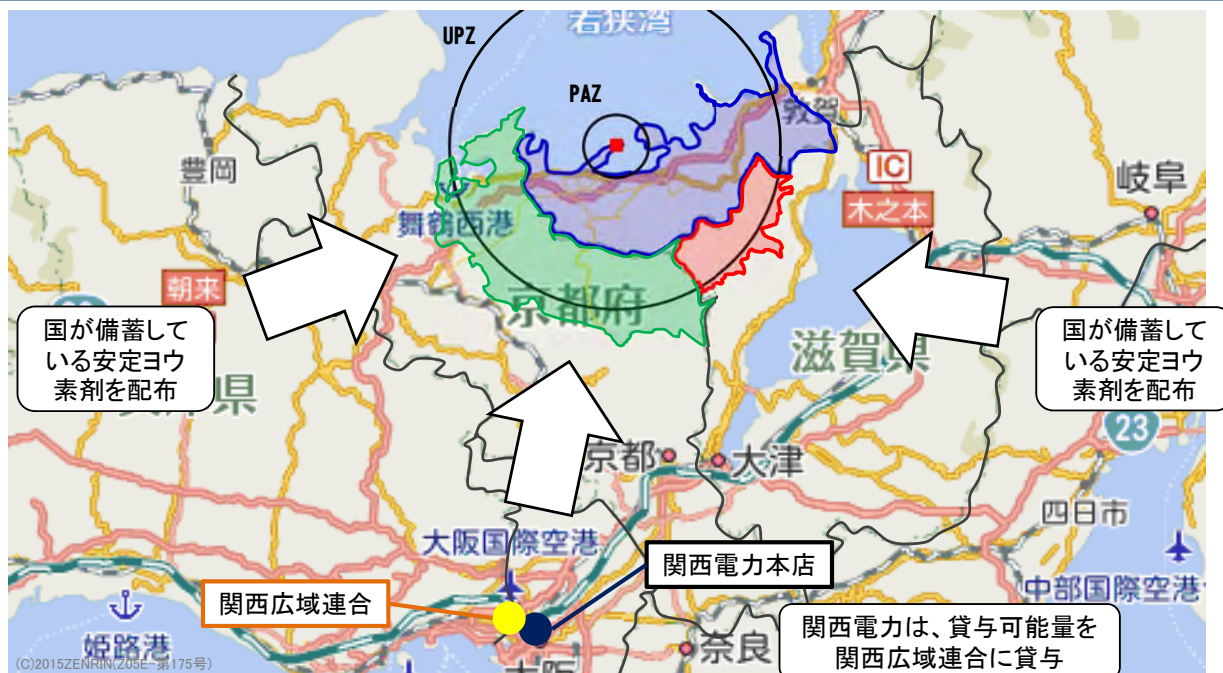 若狭湾
UPZ
PAZ
敦賀
豊岡
IC
木之本
岐阜
舞鶴西港
朝来
京都府
国が備蓄して
いる安定ヨウ
素剤を配布
滋賀県
国が備蓄して
いる安定ヨウ
素剤を配布
県
23
京都
大津
四日市
大阪国際空港
関西電力本店
中部国際空港
関西広域連合
関西電力は、貸与可能量を
関西広域連合に貸与
姫路港
奈良
大阪
(C)2015ZENRIN(Z05E-第175号)